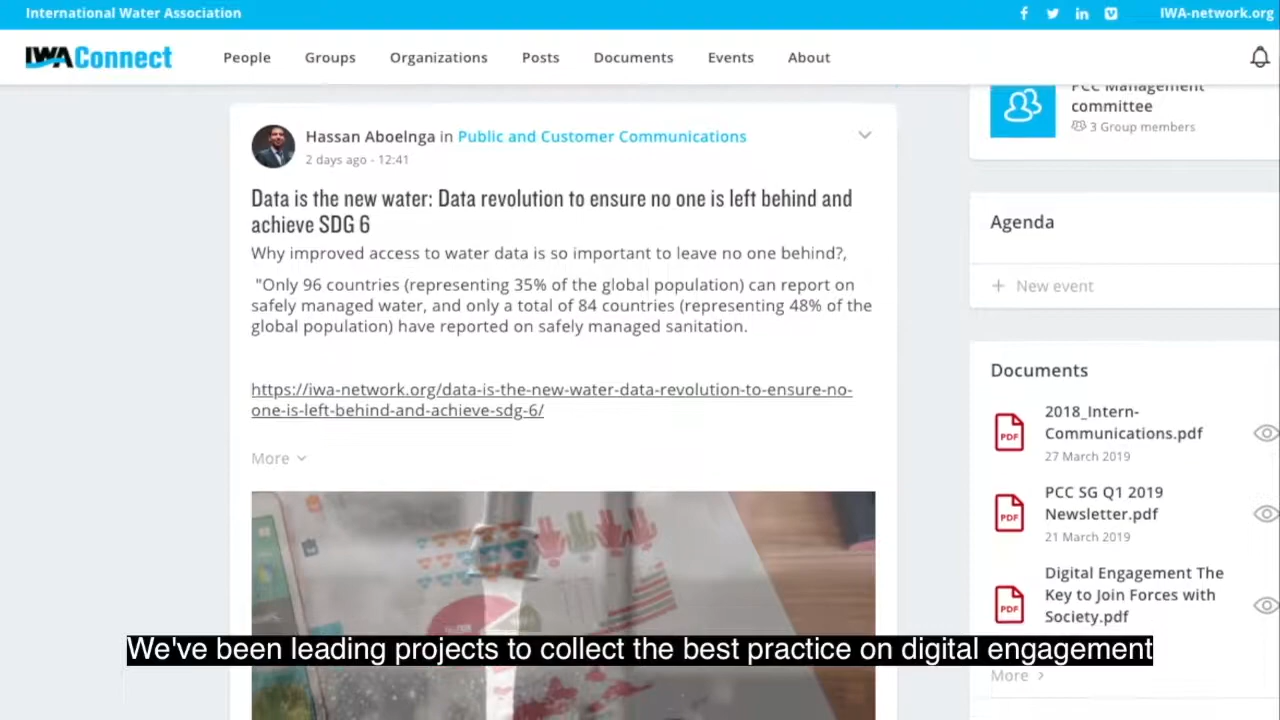 International Water Association
IWA-network.org
IWA Connect
People
Groups
Organizations
Posts
Documents
Events
About
Hassan Aboelnga in Public and Customer Communications
2 days ago - 12:41
Data is the new water: Data revolution to ensure no one is left behind and
achieve SDG 6
Why improved access to water data is so important to leave no one behind?,
"Only 96 countries (representing 35% of the global population) can report on
safely managed water, and only a total of 84 countries (representing 48% of the
global population) have reported on safely managed sanitation.
https://iwa-network.org/data-is-the-new-water-data-revolution-to-ensure-no-
one-is-left-behind-and-achieve-sdg-6/
More
PCC Management
committee
3 Group members
Agenda
+ New event
Documents
PDF
2018_Intern-
Communications.pdf
27 March 2019
PDF
PCC SG Q1 2019
Newsletter.pdf
21 March 2019
PDF
Digital Engagement The
Key to Join Forces with
Society.pdf
More
We've been leading projects to collect the best practice on digital engagement